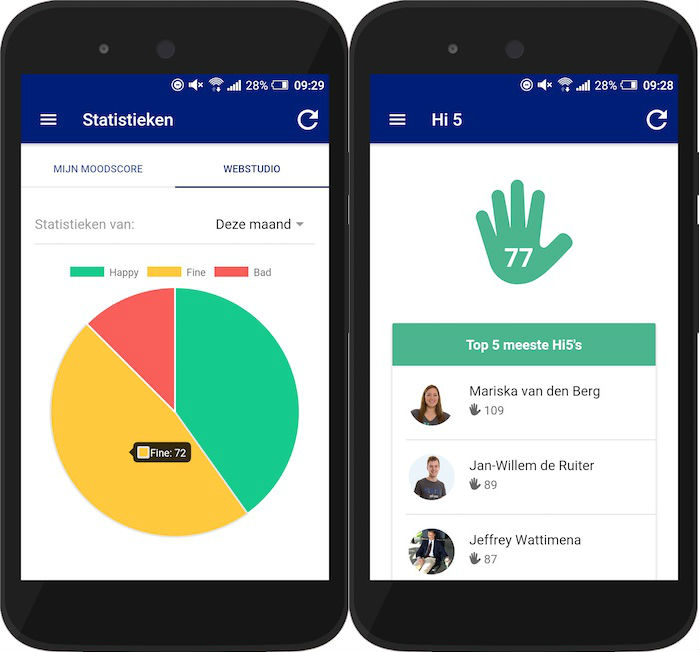 28% 09:29
Statistieken
MIJN MOODSCORE WEBSTUDIO
Statistieken van: Deze maand
Happy Fine Bad
Fine: 72
28% 09:28
Hi 5
77
Top 5 meeste Hi5's
Mariska van den Berg
109
Jan-Willem de Ruiter
89
Jeffrey Wattimena
87